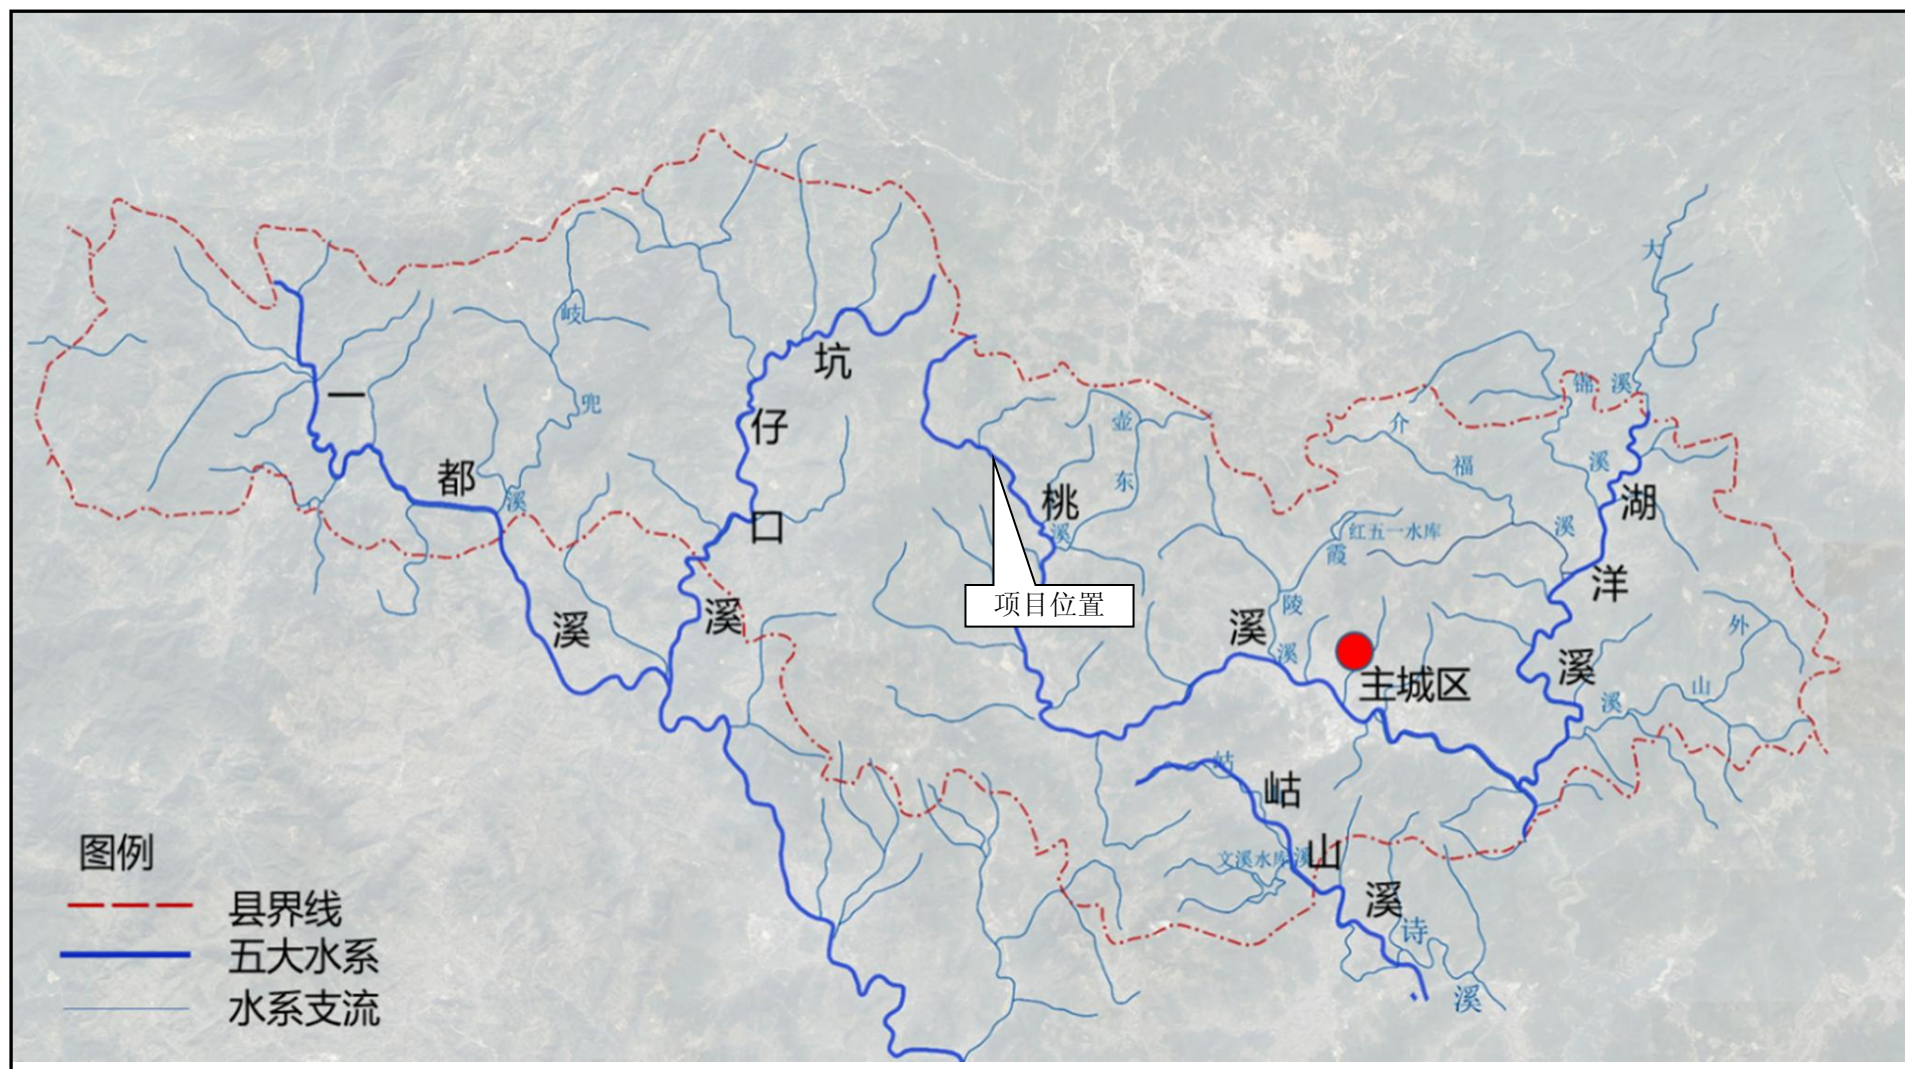 一都溪
坑仔口溪
桃溪
湖洋溪
岵山溪
岐
兜
溪
壶
东
溪
大
锦溪
溪
介
福
溪
红五一水库
霞
陵
溪
外
山
溪
岵
文溪水库
溪
诗
溪
项目位置
主城区
图例
县界线
五大水系
水系支流